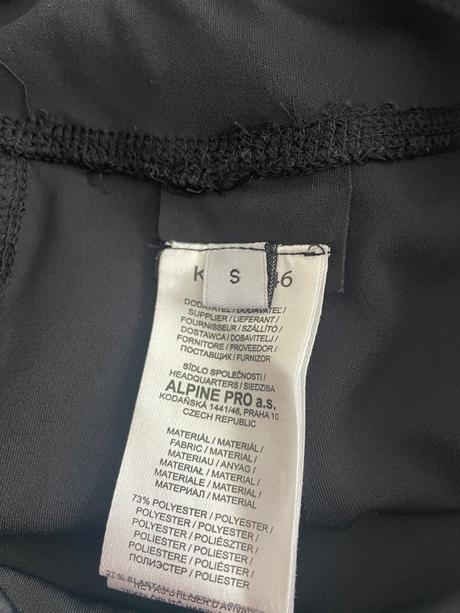 S
DODAVATEL/DODÁVATEĽ/
SUPPLIER / LIEFERANT /
FOURNISSEUR / SZÁLLÍTÓ /
DOSTAWCA / DOBAVITELJ /
FORNITORE / PROVEEDOR /
ПОСТАВЩИК / FURNIZOR
SÍDLO SPOLEČNOSTI /
HEADQUARTERS / SIEDZIBA
ALPINE PRO a.s.
KODAŇSKÁ 1441/46, PRAHA 10
CZECH REPUBLIC
MATERIÁL / MATERIÁL /
FABRIC / MATERIAL /
MATERIAU / ANYAG /
MATERIAŁ / MATERIAL /
MATERIALE / MATERIAL /
МАТЕРИАЛ / MATERIAL
73% POLYESTER / POLYESTER /
POLYESTER / POLYESTER /
POLYESTER / POLIÉSZTER /
POLIESTER / POLIESTER /
POLIESTERE / POLIÉSTER /
ПОЛИЭСТЕР / POLIESTER